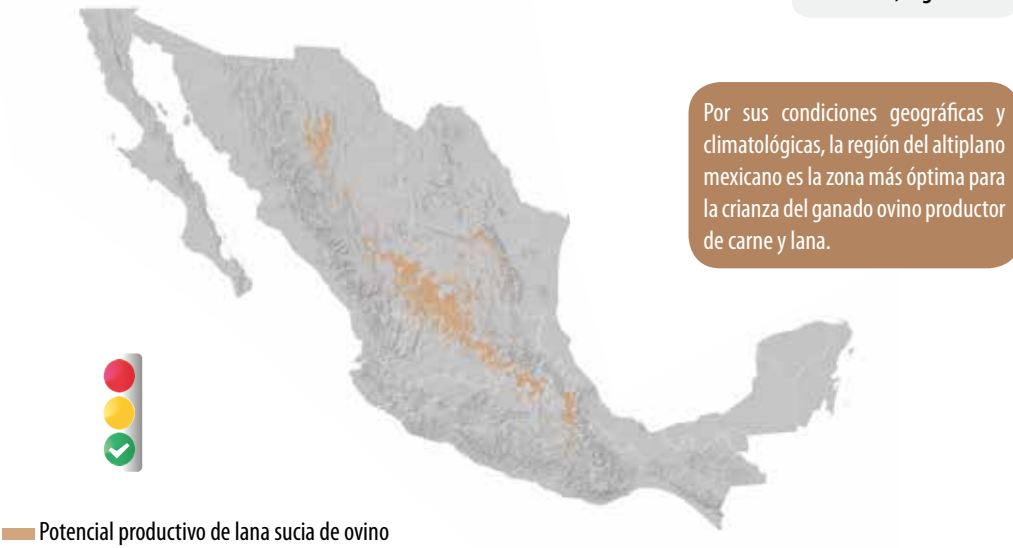 Por sus condiciones geográficas y
climatológicas, la región del altiplano
mexicano es la zona más óptima para
la crianza del ganado ovino productor
de carne y lana.
Potencial productivo de lana sucia de ovino